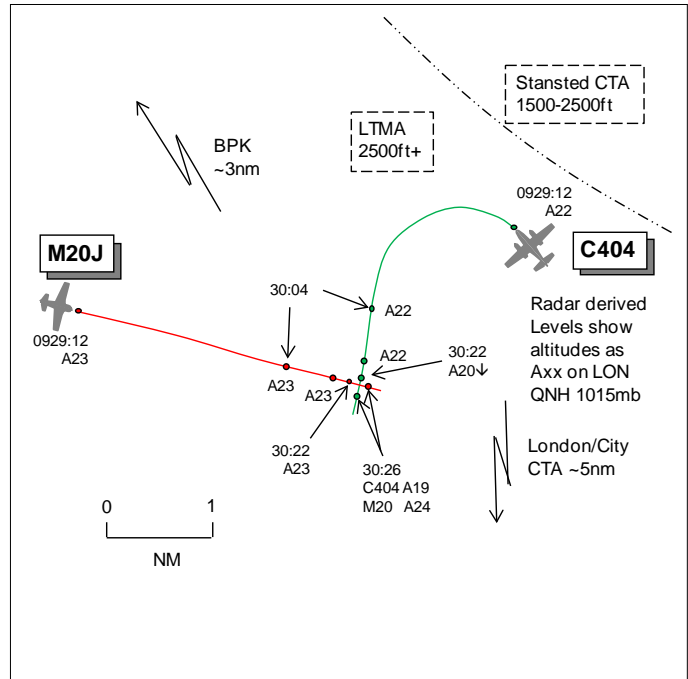 Stansted CTA
1500-2500ft
LTMA
2500ft+
BPK
~3nm
0929:12
A22
M20J
C404
30:04
A22
0929:12
A23
Radar derived
Levels show
altitudes as
Axx on LON
QNH 1015mb
A22
30:22
A20↓
A23
A23
30:22
A23
30:26
C404 A19
M20 A24
London/City
CTA ~5nm
0 1
NM